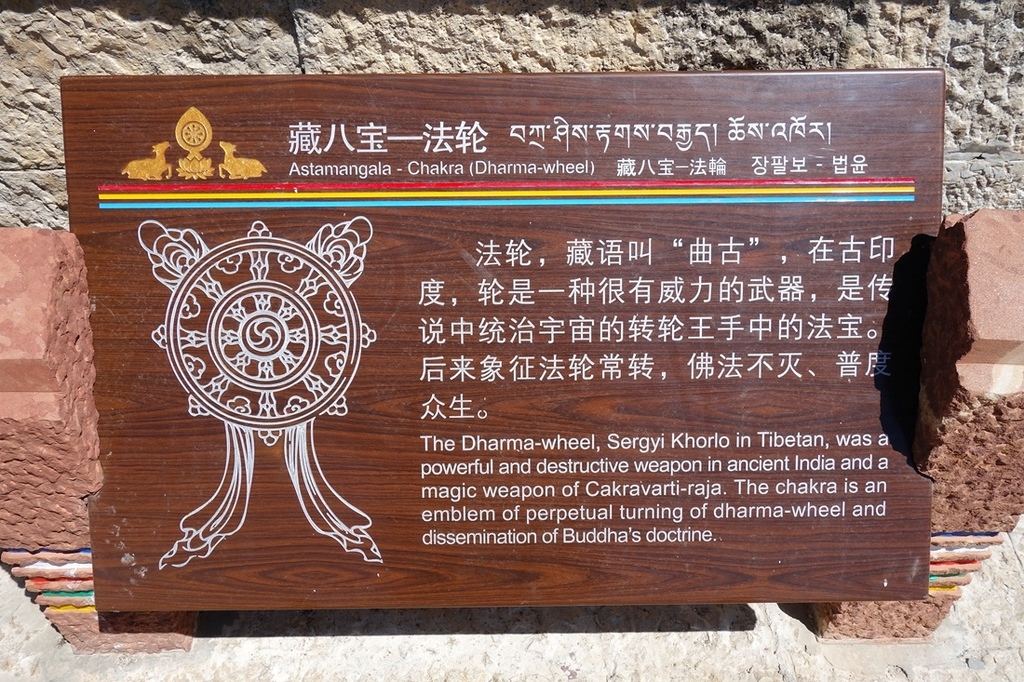 藏八宝—法轮 བཀྲ་ཤིས་རྟགས་བརྒྱད། ཆོས་འཁོར།
Astamangala - Chakra (Dharma-wheel) 藏八宝—法輪 장팔보 - 법윤
法轮，藏语叫“曲古”，在古印
度，轮是一种很有威力的武器，是传
说中统治宇宙的转轮王手中的法宝。
后来象征法轮常转，佛法不灭、普度
众生。
The Dharma-wheel, Sergyi Khorlo in Tibetan, was a
powerful and destructive weapon in ancient India and a
magic weapon of Cakravarti-raja. The chakra is an
emblem of perpetual turning of dharma-wheel and
dissemination of Buddha's doctrine.